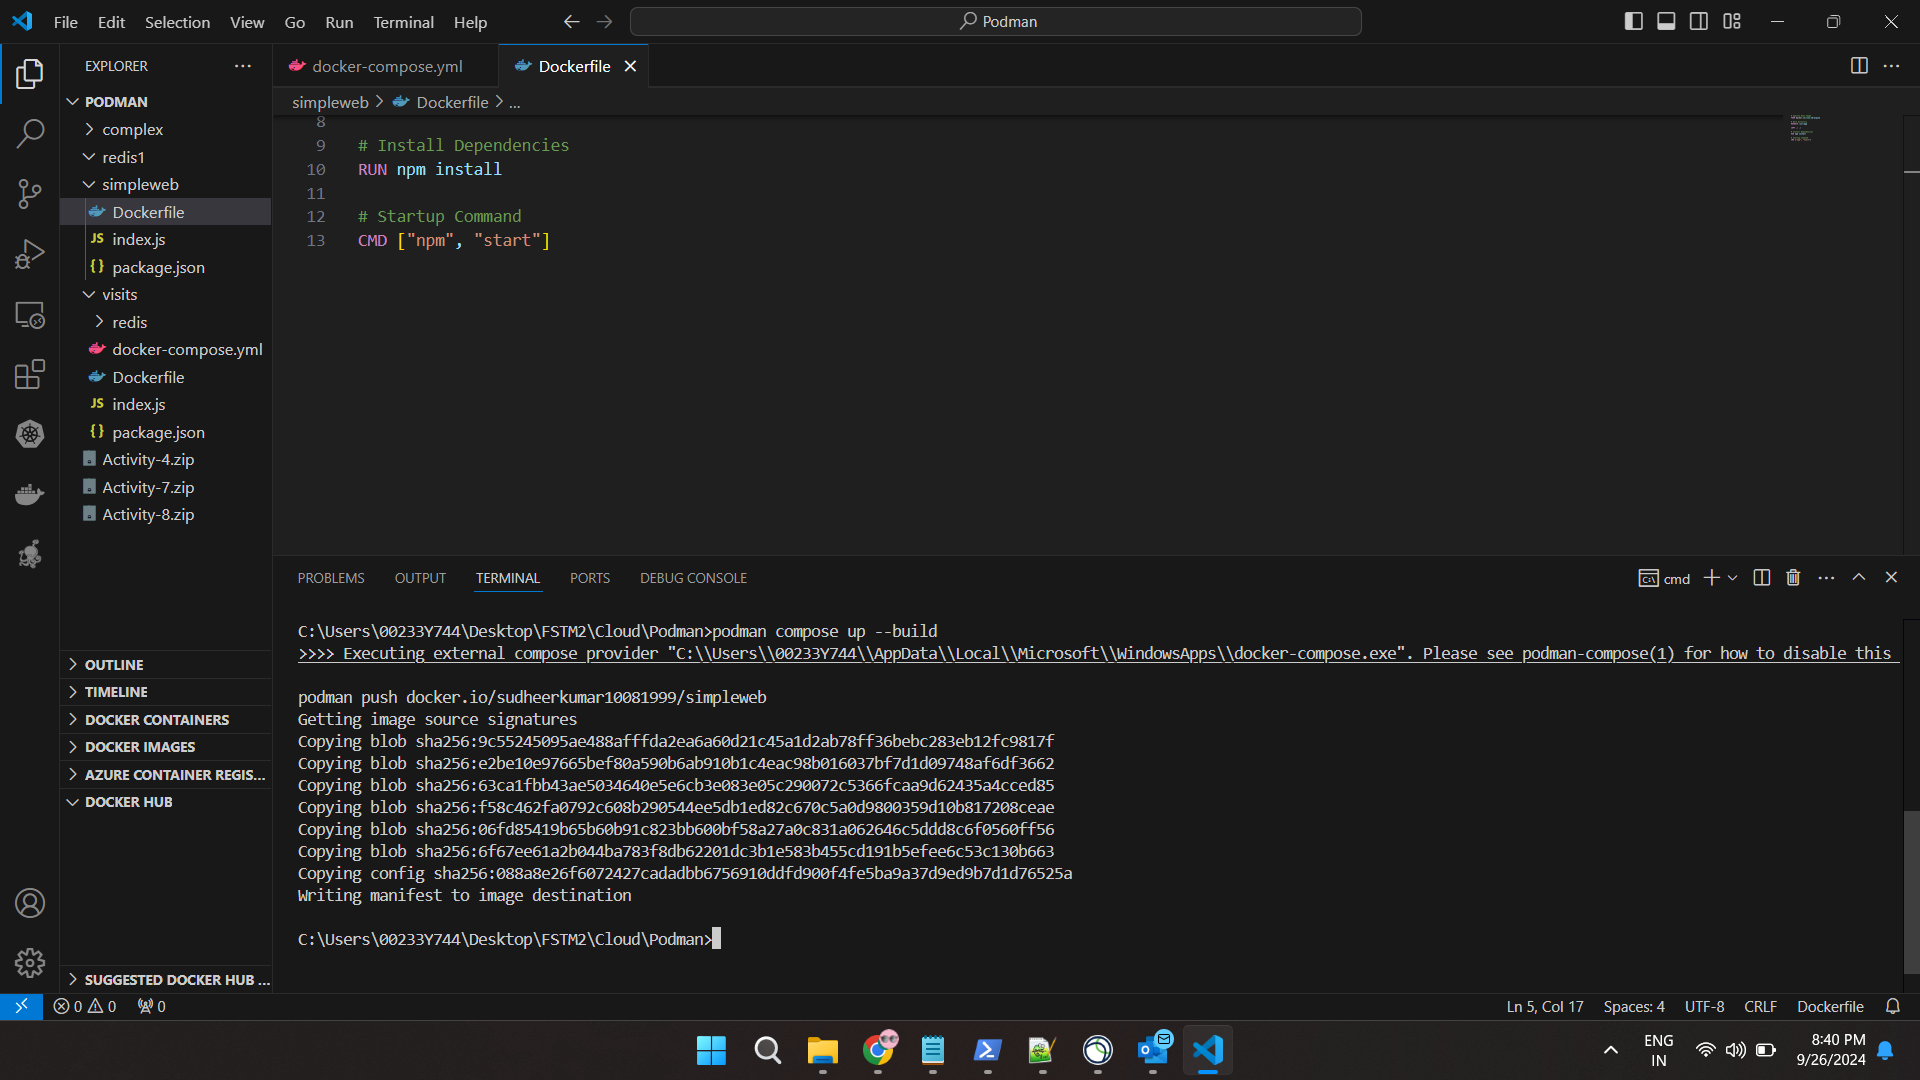 File Edit Selection View Go Run Terminal Help
Podman
EXPLORER
PODMAN
complex
redis1
simpleweb
Dockerfile
JS index.js
{} package.json
visits
redis
docker-compose.yml
Dockerfile
JS index.js
{} package.json
Activity-4.zip
Activity-7.zip
Activity-8.zip
OUTLINE
TIMELINE
DOCKER CONTAINERS
DOCKER IMAGES
AZURE CONTAINER REGIS...
DOCKER HUB
SUGGESTED DOCKER HUB ...
docker-compose.yml Dockerfile
simpleweb > Dockerfile > ...
8
9 # Install Dependencies
10 RUN npm install
11
12 # Startup Command
13 CMD ["npm", "start"]
PROBLEMS OUTPUT TERMINAL PORTS DEBUG CONSOLE
cmd
C:\Users\00233Y744\Desktop\FSTM2\Cloud\Podman>podman compose up --build
>>>> Executing external compose provider "C:\\Users\\00233Y744\\AppData\\Local\\Microsoft\\WindowsApps\\docker-compose.exe". Please see podman-compose(1) for how to disable this
podman push docker.io/sudheerkumar10081999/simpleweb
Getting image source signatures
Copying blob sha256:9c55245095ae488afffda2ea6a60d21c45a1d2ab78ff36bebc283eb12fc9817f
Copying blob sha256:e2be10e97665bef80a590b6ab910b1c4eac98b016037bf7d1d09748af6df3662
Copying blob sha256:63ca1fbb43ae5034640e5e6cb3e083e05c290072c5366fcaa9d62435a4cced85
Copying blob sha256:f58c462fa0792c608b290544ee5db1ed82c670c5a0d9800359d10b817208ceae
Copying blob sha256:06fd85419b65b60b91c823bb600bf58a27a0c831a062646c5ddd8c6f0560ff56
Copying blob sha256:6f67ee61a2b044ba783f8db62201dc3b1e583b455cd191b5efee6c53c130b663
Copying config sha256:088a8e26f6072427cadadbb6756910ddfd900f4fe5ba9a37d9ed9b7d1d76525a
Writing manifest to image destination
C:\Users\00233Y744\Desktop\FSTM2\Cloud\Podman>
0 0 0
Ln 5, Col 17 Spaces: 4 UTF-8 CRLF Dockerfile
ENG
IN
8:40 PM
9/26/2024